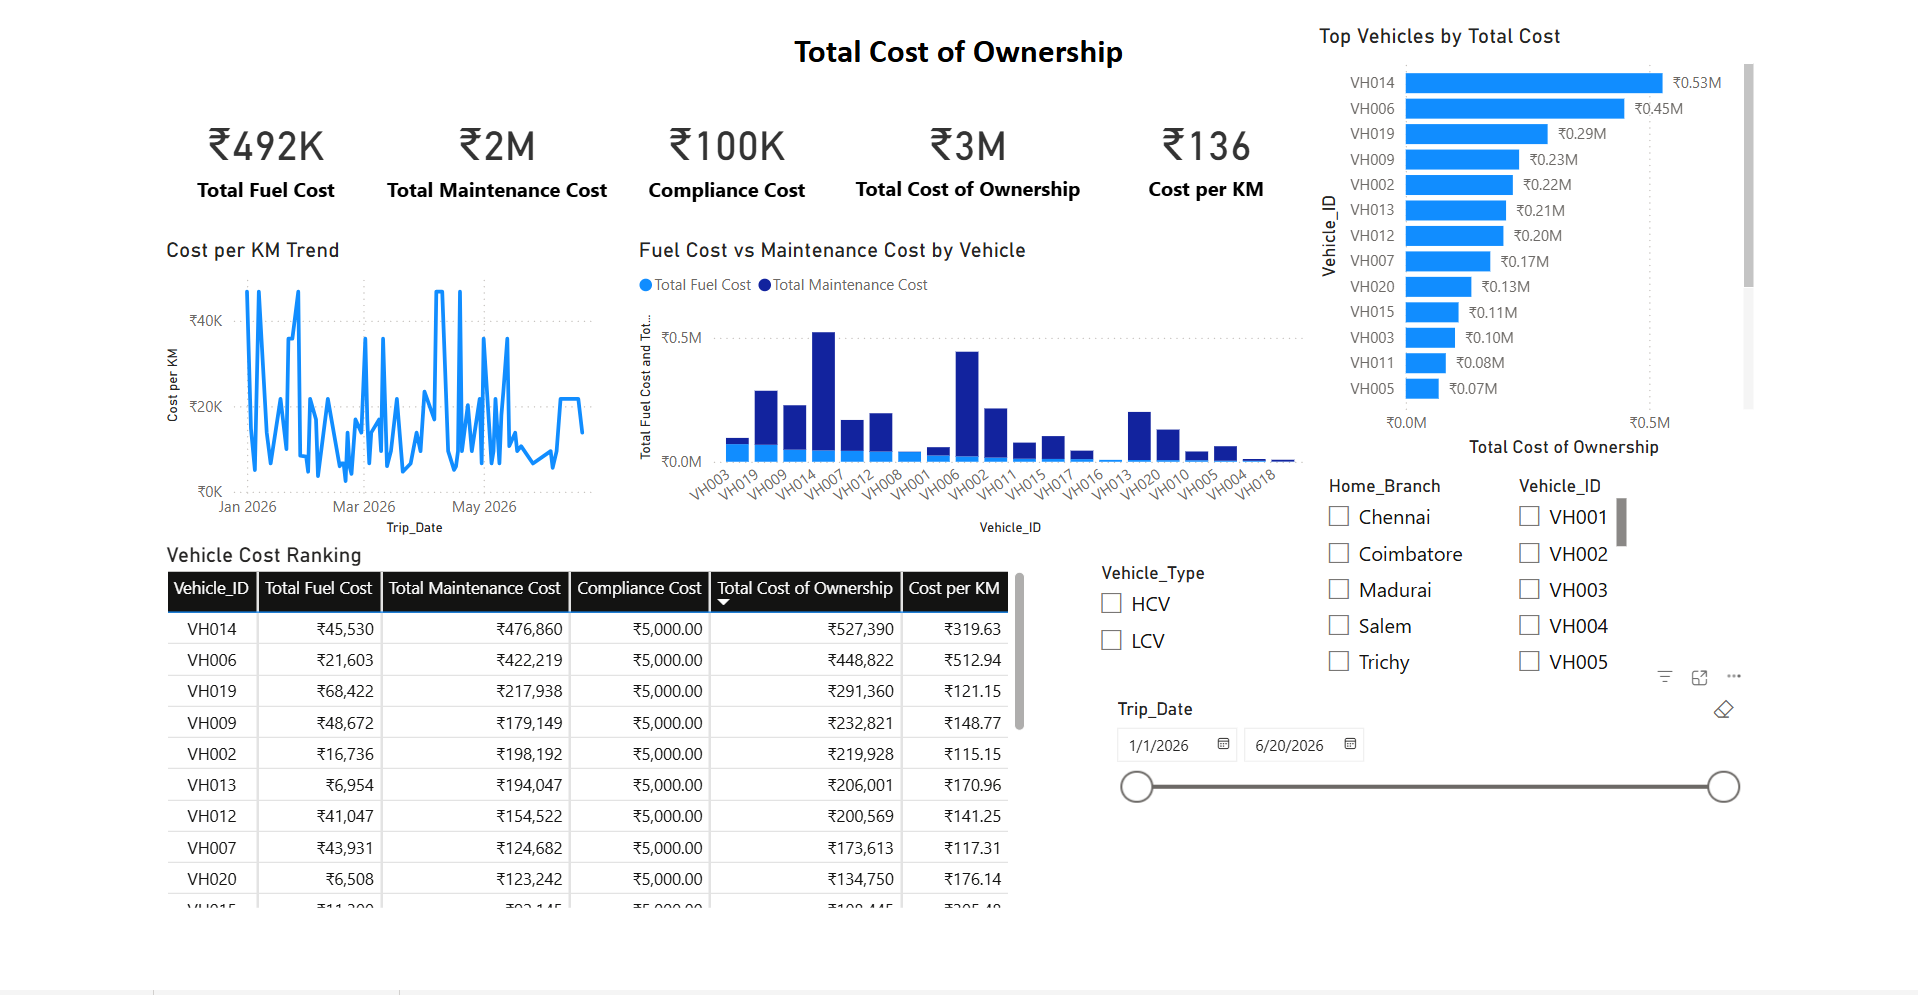 Total Cost of Ownership
₹492K
Total Fuel Cost
₹2M
Total Maintenance Cost
₹100K
Compliance Cost
₹3M
Total Cost of Ownership
₹136
Cost per KM
Top Vehicles by Total Cost
Vehicle_ID
VH014 ₹0.53M
VH006 ₹0.45M
VH019 ₹0.29M
VH009 ₹0.23M
VH002 ₹0.22M
VH013 ₹0.21M
VH012 ₹0.20M
VH007 ₹0.17M
VH020 ₹0.13M
VH015 ₹0.11M
VH003 ₹0.10M
VH011 ₹0.08M
VH005 ₹0.07M
₹0.0M ₹0.5M
Total Cost of Ownership
Cost per KM Trend
Cost per KM
₹40K
₹20K
₹0K
Jan 2026 Mar 2026 May 2026
Trip_Date
Fuel Cost vs Maintenance Cost by Vehicle
Total Fuel Cost Total Maintenance Cost
Total Fuel Cost and Tot...
₹0.5M
₹0.0M
VH003 VH019 VH009 VH014 VH007 VH012 VH008 VH001 VH006 VH002 VH011 VH015 VH017 VH016 VH013 VH020 VH010 VH005 VH004 VH018
Vehicle_ID
Vehicle Cost Ranking
Vehicle_ID Total Fuel Cost Total Maintenance Cost Compliance Cost Total Cost of Ownership Cost per KM
VH014 ₹45,530 ₹476,860 ₹5,000.00 ₹527,390 ₹319.63
VH006 ₹21,603 ₹422,219 ₹5,000.00 ₹448,822 ₹512.94
VH019 ₹68,422 ₹217,938 ₹5,000.00 ₹291,360 ₹121.15
VH009 ₹48,672 ₹179,149 ₹5,000.00 ₹232,821 ₹148.77
VH002 ₹16,736 ₹198,192 ₹5,000.00 ₹219,928 ₹115.15
VH013 ₹6,954 ₹194,047 ₹5,000.00 ₹206,001 ₹170.96
VH012 ₹41,047 ₹154,522 ₹5,000.00 ₹200,569 ₹141.25
VH007 ₹43,931 ₹124,682 ₹5,000.00 ₹173,613 ₹117.31
VH020 ₹6,508 ₹123,242 ₹5,000.00 ₹134,750 ₹176.14
Vehicle_Type
HCV
LCV
Home_Branch
Chennai
Coimbatore
Madurai
Salem
Trichy
Vehicle_ID
VH001
VH002
VH003
VH004
VH005
Trip_Date
1/1/2026 6/20/2026